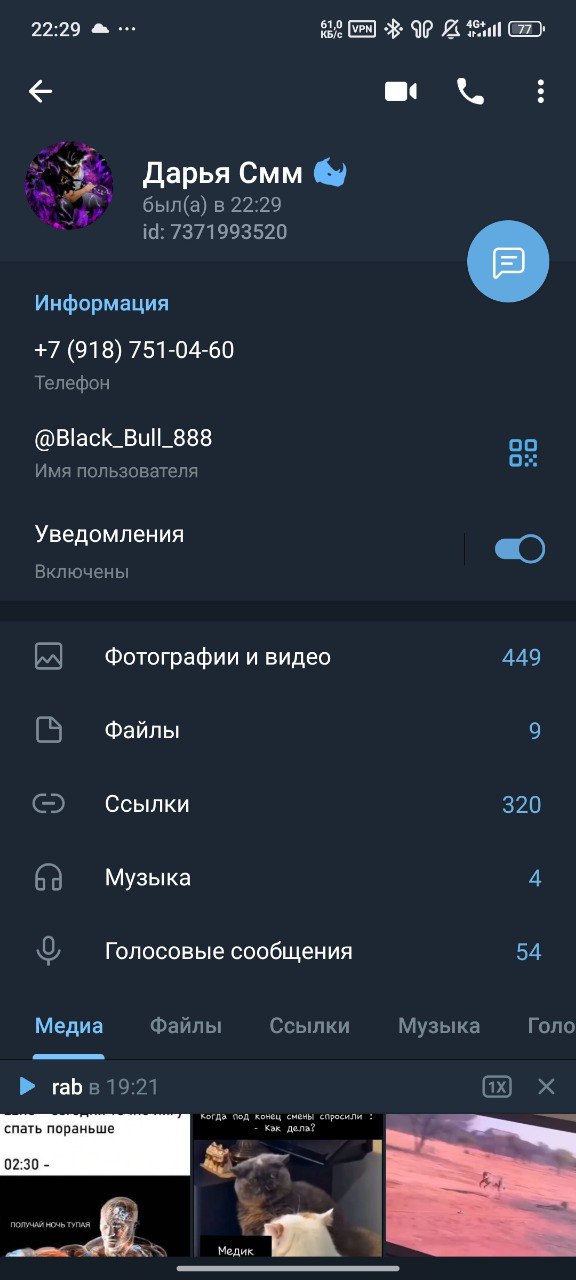 22:29
61,0 КБ/с VPN 4G+ 77
Дарья Смм
был(а) в 22:29
id: 7371993520
Информация
+7 (918) 751-04-60
Телефон
@Black_Bull_888
Имя пользователя
Уведомления
Включены
Фотографии и видео 449
Файлы 9
Ссылки 320
Музыка 4
Голосовые сообщения 54
Медиа Файлы Ссылки Музыка Голо
rab в 19:21 1X
спать пораньше
02:30 -
ПОЛУЧАЙ НОЧЬ ТУПАЯ
Когда под конец смены спросили :
- Как дела?
Медик